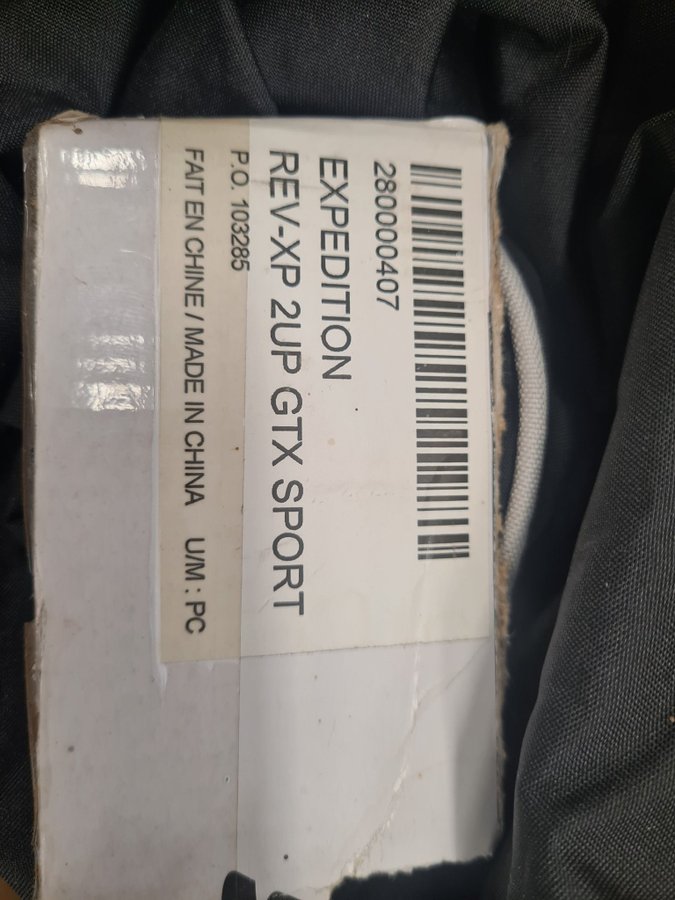 280000407
EXPEDITION
REV-XP 2UP GTX SPORT
P.O. 103285
FAIT EN CHINE / MADE IN CHINA U/M : PC